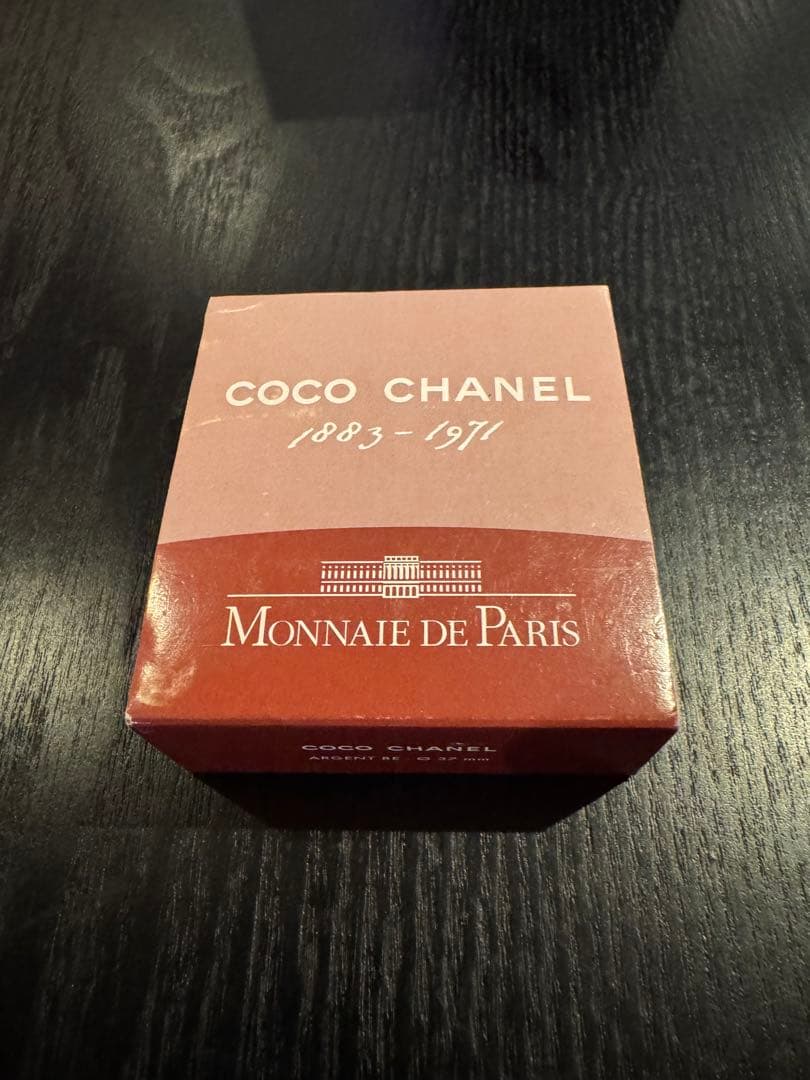 COCO CHANEL
1883-1971
MONNAIE DE PARIS
COCO CHANEL
ARGENT BE Ø 37 mm